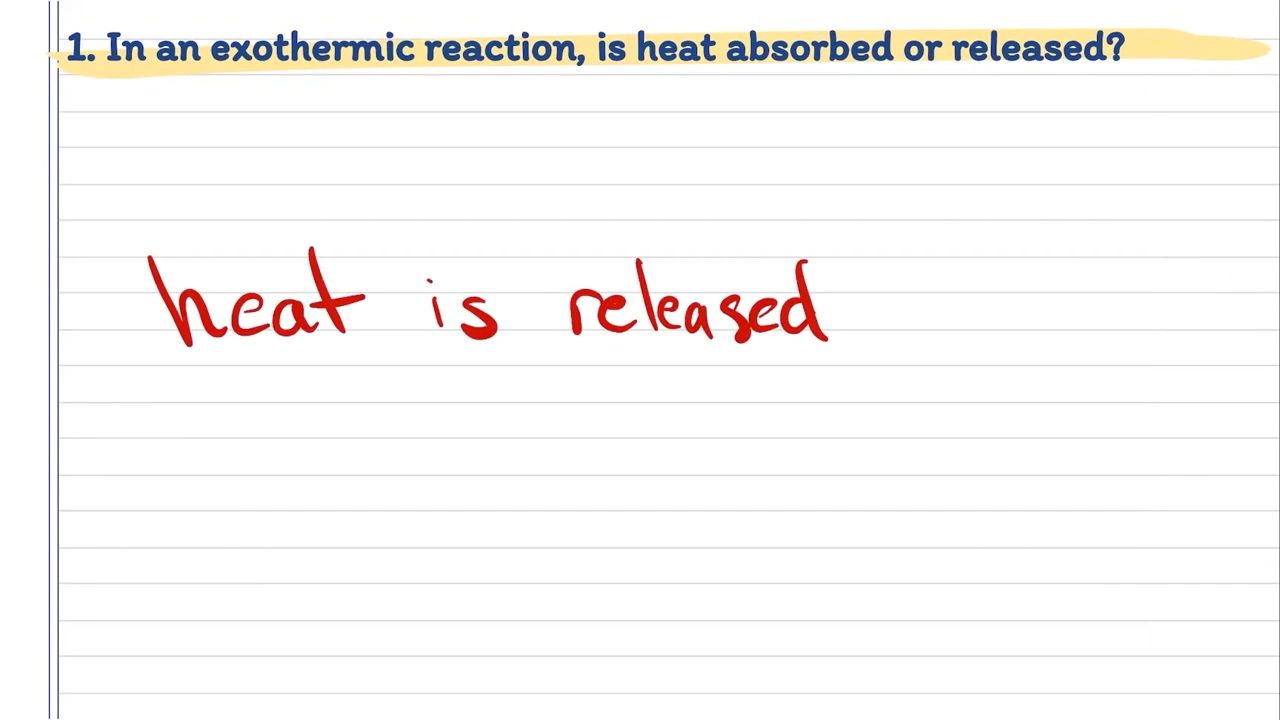 1. In an exothermic reaction, is heat absorbed or released?
heat is released